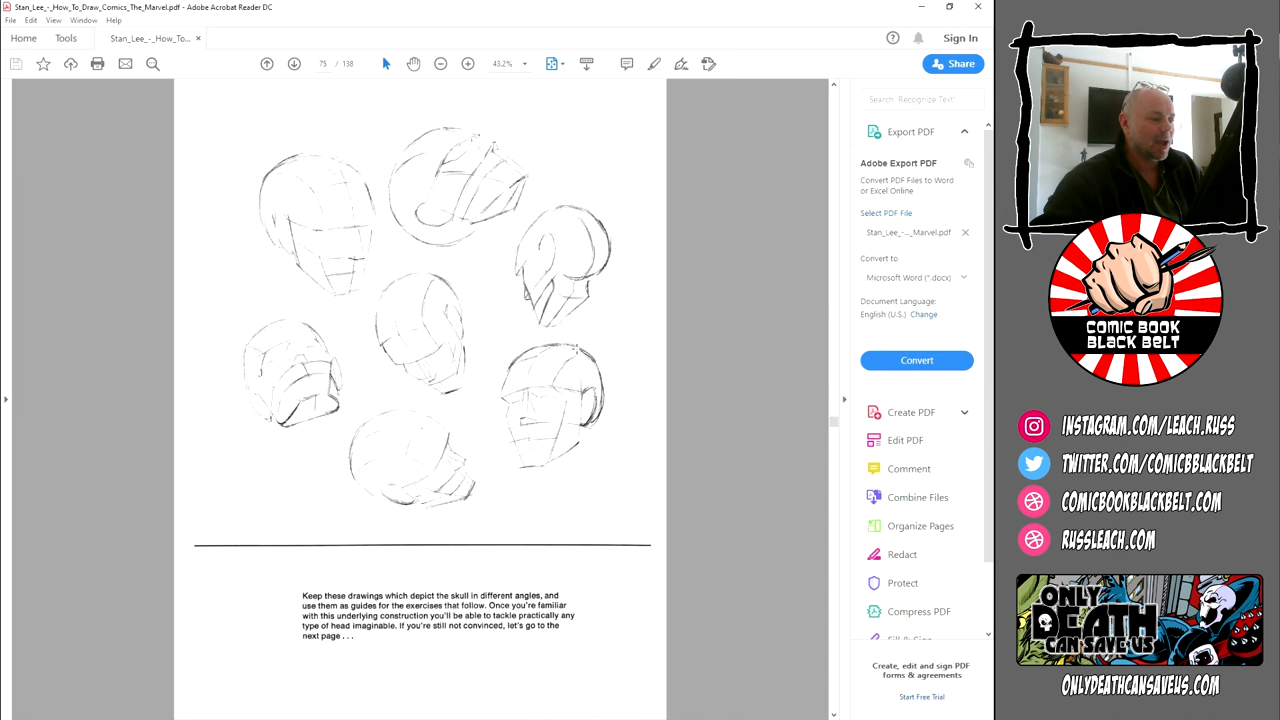 Stan_Lee_-_How_To_Draw_Comics_The_Marvel.pdf - Adobe Acrobat Reader DC
File Edit View Window Help
Home Tools Stan_Lee_-_How_To... × Sign In
75 / 138 43.2% Share
Search 'Recognize Text'
Export PDF
Adobe Export PDF
Convert PDF Files to Word
or Excel Online
Select PDF File
Stan_Lee_-..._Marvel.pdf
Convert to
Microsoft Word (*.docx)
Document Language:
English (U.S.) Change
Convert
Create PDF
Edit PDF
Comment
Combine Files
Organize Pages
Redact
Protect
Compress PDF
Create, edit and sign PDF
forms & agreements
Start Free Trial
Keep these drawings which depict the skull in different angles, and
use them as guides for the exercises that follow. Once you're familiar
with this underlying construction you'll be able to tackle practically any
type of head imaginable. If you're still not convinced, let's go to the
next page . . .
COMIC BOOK
BLACK BELT
INSTAGRAM.COM/LEACH.RUSS
TWITTER.COM/COMICBBLACKBELT
COMICBOOKBLACKBELT.COM
RUSSLEACH.COM
ONLY
DEATH
CAN SAVE US
ONLYDEATHCANSAVEUS.COM